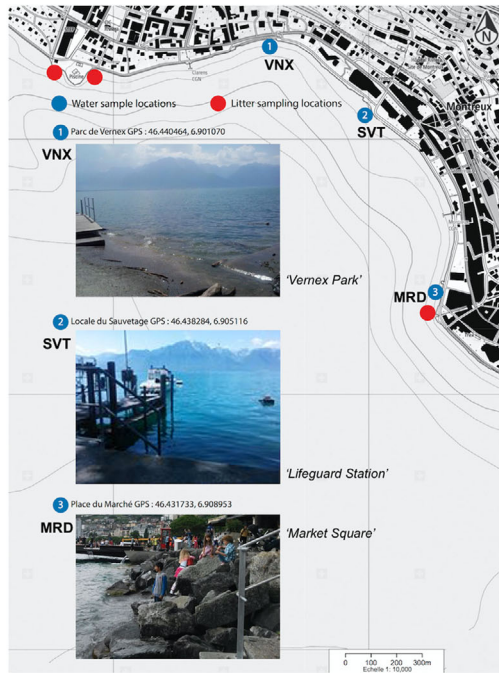 N
1
VNX
Piscine
Clarens
CGN
Water sample locations
Litter sampling locations
Montreux
2
SVT
1 Parc de Vernex GPS : 46.440464, 6.901070
VNX
'Vernex Park'
3
MRD
2 Locale du Sauvetage GPS : 46.438284, 6.905116
SVT
'Lifeguard Station'
3 Place du Marché GPS : 46.431733, 6.908953
MRD
'Market Square'
0 100 200 300m
Echelle 1: 10,000